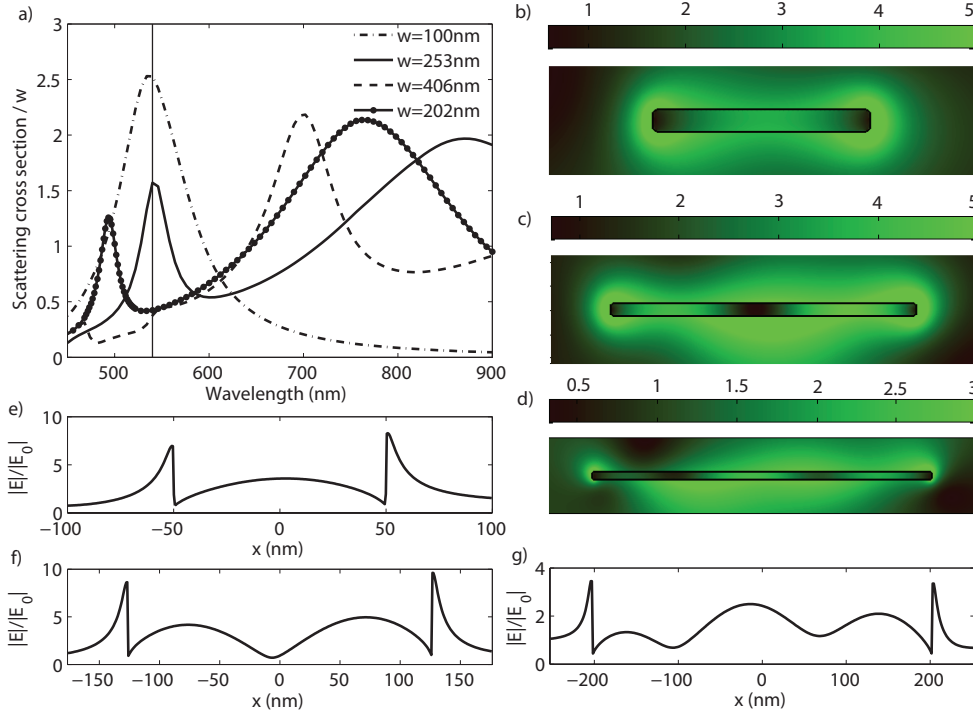 a)
3
2.5
2
1.5
1
0.5
0
Scattering cross section / w
500
600
700
800
900
Wavelength (nm)
w=100nm
w=253nm
w=406nm
w=202nm
b)
1 2 3 4 5
c)
1 2 3 4 5
d)
0.5 1 1.5 2 2.5 3
e)
10
5
0
|E|/|E₀|
−100 −50 0 50 100
x (nm)
f)
10
5
0
|E|/|E₀|
−150 −100 −50 0 50 100 150
x (nm)
g)
4
2
0
|E|/|E₀|
−200 −100 0 100 200
x (nm)